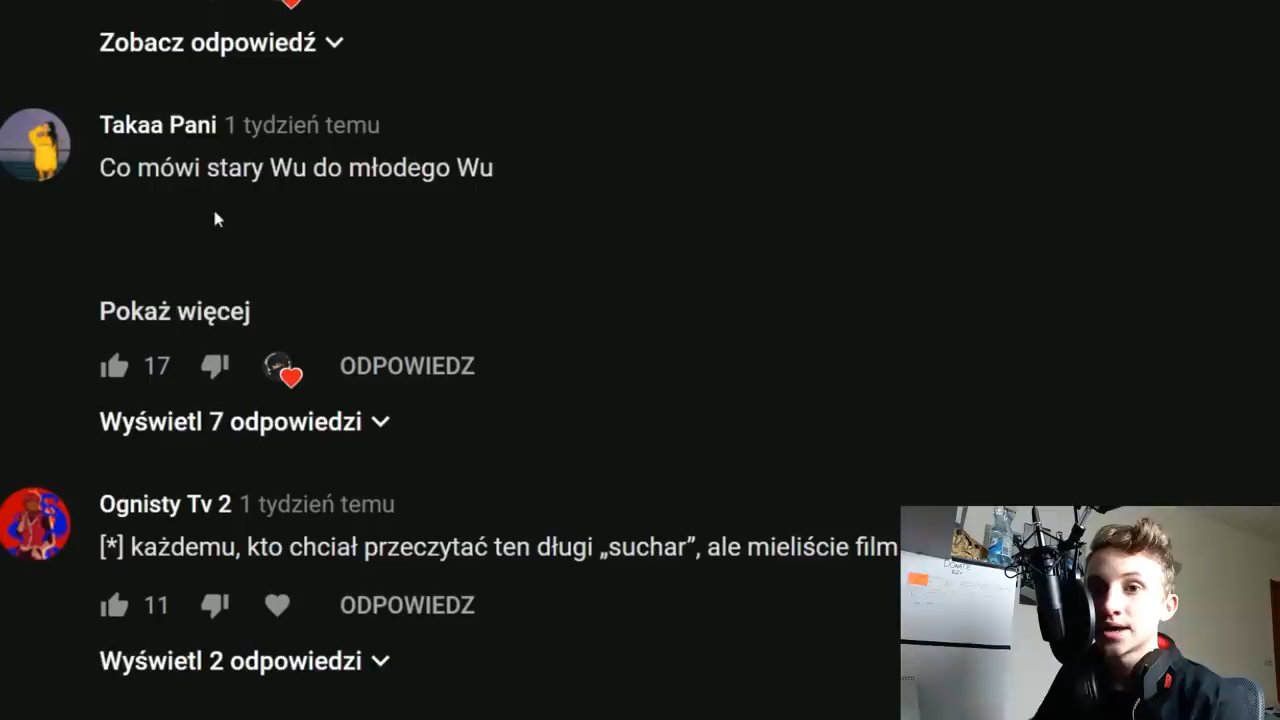 Zobacz odpowiedź
Takaa Pani 1 tydzień temu
Co mówi stary Wu do młodego Wu
Pokaż więcej
17 ODPOWIEDZ
Wyświetl 7 odpowiedzi
Ognisty Tv 2 1 tydzień temu
[*] każdemu, kto chciał przeczytać ten długi „suchar”, ale mieliście film
11 ODPOWIEDZ
Wyświetl 2 odpowiedzi
DONATE